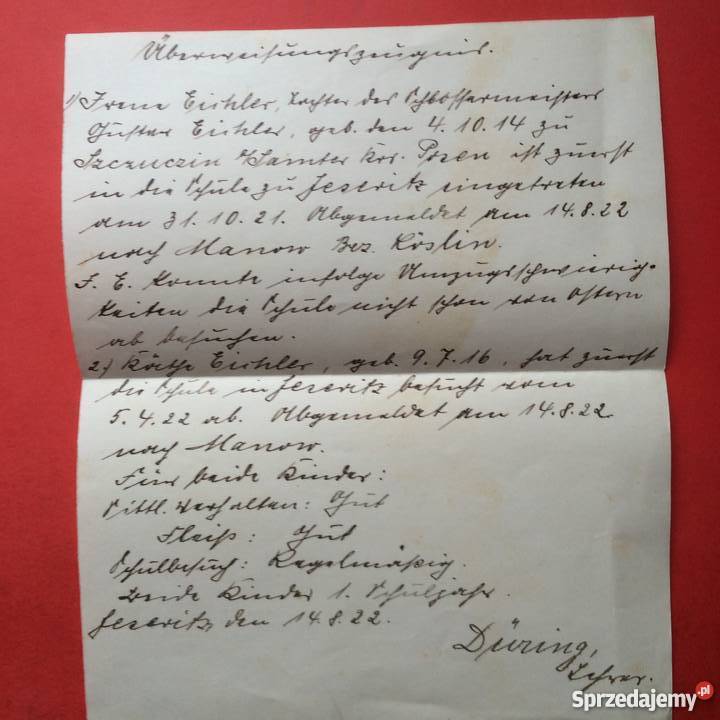 Überweisungszeugnis.
1) Irene Eichler, Tochter des Schlossermeisters
Gustav Eichler, geb. den 4.10.14 zu
Szczuczin b/Samter Prov. Posen ist zuerst
in die Schule zu Jeseritz eingetreten
am 31.10.21. Abgemeldet am 14.8.22
nach Manow Bez. Köslin.
I. E. konnte infolge Umzugsschwierig-
keiten die Schule nicht schon von Ostern
ab besuchen.
2.) Käthe Eichler, geb. 9.7.16, hat zuerst
die Schule in Jeseritz besucht vom
5.4.22 ab. Abgemeldet am 14.8.22
nach Manow.
Für beide Kinder:
Sittl. Verhalten: Gut
Fleiß: Gut
Schulbesuch: Regelmäßig.
Beide Kinder 1. Schuljahr.
Jeseritz, den 14.8.22.
Düring,
Lehrer.
Sprzedajemy.pl